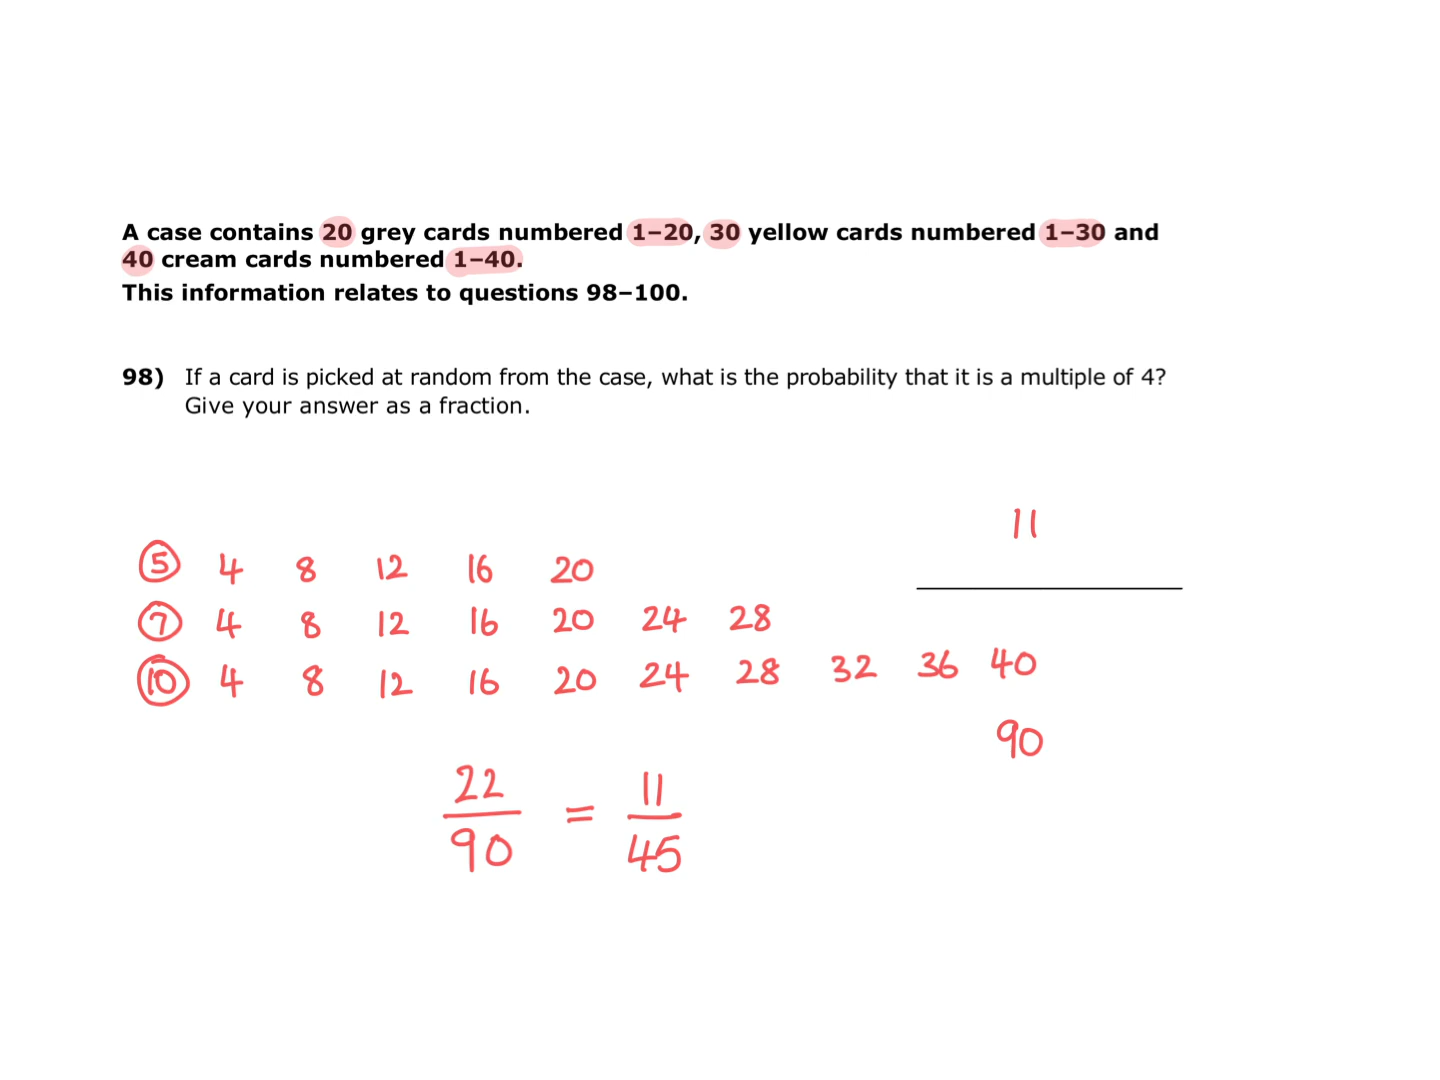 A case contains 20 grey cards numbered 1–20, 30 yellow cards numbered 1–30 and
40 cream cards numbered 1–40.
This information relates to questions 98–100.
98) If a card is picked at random from the case, what is the probability that it is a multiple of 4?
Give your answer as a fraction.
11
5 4 8 12 16 20
7 4 8 12 16 20 24 28
10 4 8 12 16 20 24 28 32 36 40
90
22/90 = 11/45